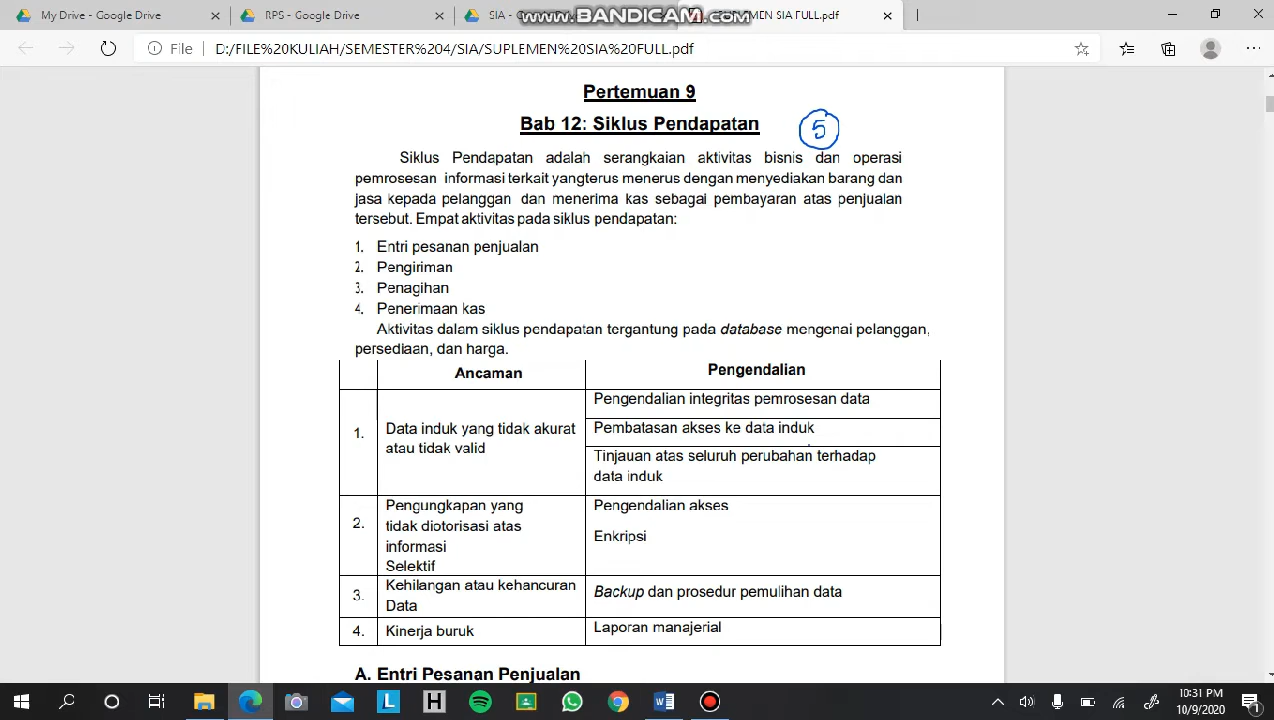 My Drive - Google Drive
RPS - Google Drive
SIA - G
www.BANDICAM.com
SUPLEMEN SIA FULL.pdf
File
D:/FILE%20KULIAH/SEMESTER%204/SIA/SUPLEMEN%20SIA%20FULL.pdf
Pertemuan 9
Bab 12: Siklus Pendapatan
5
Siklus Pendapatan adalah serangkaian aktivitas bisnis dan operasi
pemrosesan informasi terkait yangterus menerus dengan menyediakan barang dan
jasa kepada pelanggan dan menerima kas sebagai pembayaran atas penjualan
tersebut. Empat aktivitas pada siklus pendapatan:
1. Entri pesanan penjualan
2. Pengiriman
3. Penagihan
4. Penerimaan kas
Aktivitas dalam siklus pendapatan tergantung pada database mengenai pelanggan,
persediaan, dan harga.
Ancaman
Pengendalian
1.
Data induk yang tidak akurat
atau tidak valid
Pengendalian integritas pemrosesan data
Pembatasan akses ke data induk
Tinjauan atas seluruh perubahan terhadap
data induk
2.
Pengungkapan yang
tidak diotorisasi atas
informasi
Selektif
Pengendalian akses
Enkripsi
3.
Kehilangan atau kehancuran
Data
Backup dan prosedur pemulihan data
4.
Kinerja buruk
Laporan manajerial
A. Entri Pesanan Penjualan
10:31 PM
10/9/2020